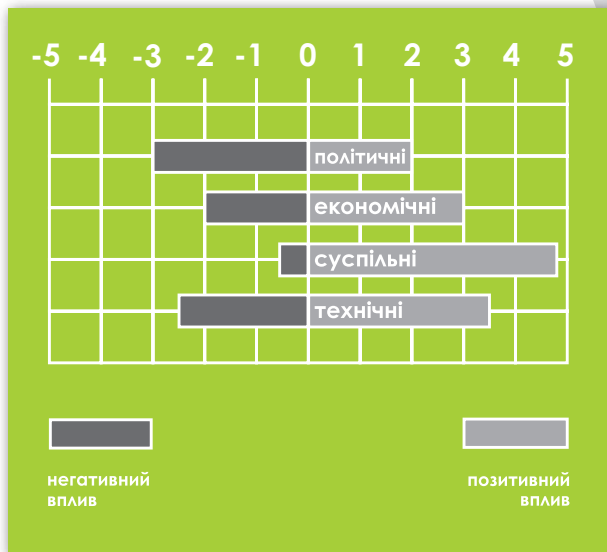 -5 -4 -3 -2 -1 0 1 2 3 4 5
політичні
економічні
суспільні
технічні
негативний
вплив
позитивний
вплив